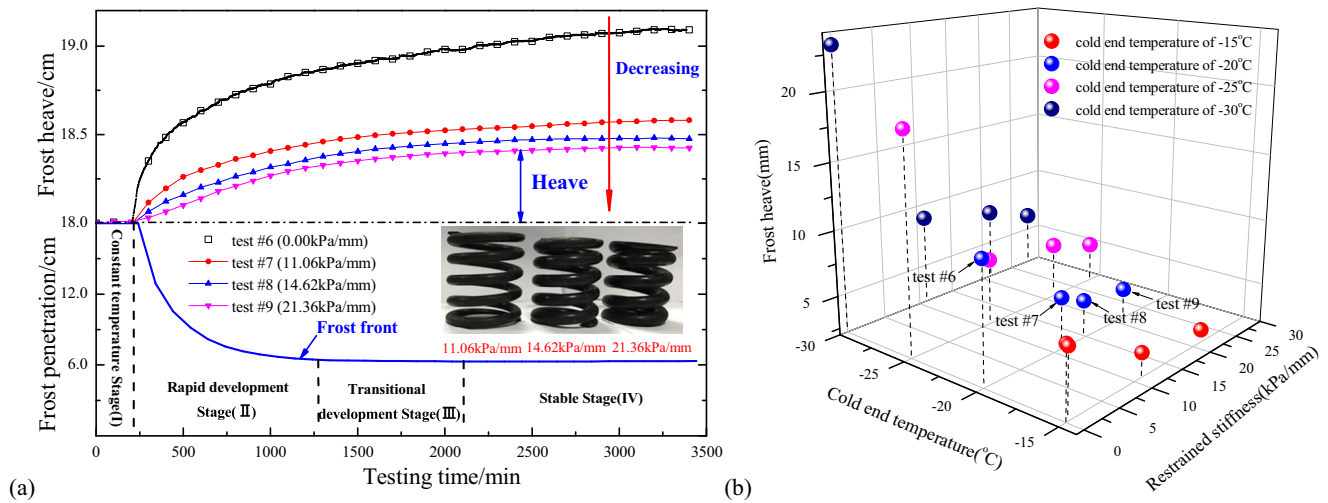 19.0
18.5
18.0
12.0
6.0
Frost heave/cm
Frost penetration/cm
Decreasing
Heave
Constant temperature Stage(I)
test #6 (0.00kPa/mm)
test #7 (11.06kPa/mm)
test #8 (14.62kPa/mm)
test #9 (21.36kPa/mm)
Frost front
11.06kPa/mm 14.62kPa/mm 21.36kPa/mm
Rapid development
Stage(Ⅱ)
Transitional
development Stage(Ⅲ)
Stable Stage(IV)
0 500 1000 1500 2000 2500 3000 3500
Testing time/min
(a)
cold end temperature of -15°C
cold end temperature of -20°C
cold end temperature of -25°C
cold end temperature of -30°C
Frost heave(mm)
20
15
10
5
test #6
test #7
test #8
test #9
-30
-25
-20
-15
Cold end temperature(°C)
0
5
10
15
20
25
30
Restrained stiffness(kPa/mm)
(b)